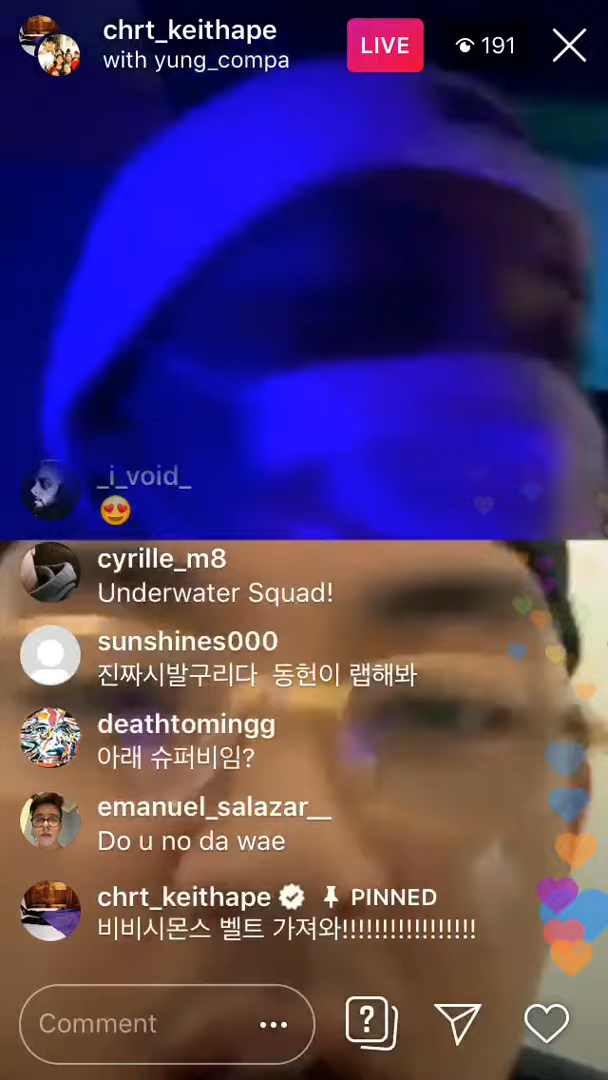 chrt_keithape
with yung_compa
LIVE
191
_i_void_
😍
cyrille_m8
Underwater Squad!
sunshines000
진짜시발구리다 동헌이 랩해봐
deathtomingg
아래 슈퍼비임?
emanuel_salazar__
Do u no da wae
chrt_keithape PINNED
비비시몬스 벨트 가져와!!!!!!!!!!!!!!!!!
Comment
?